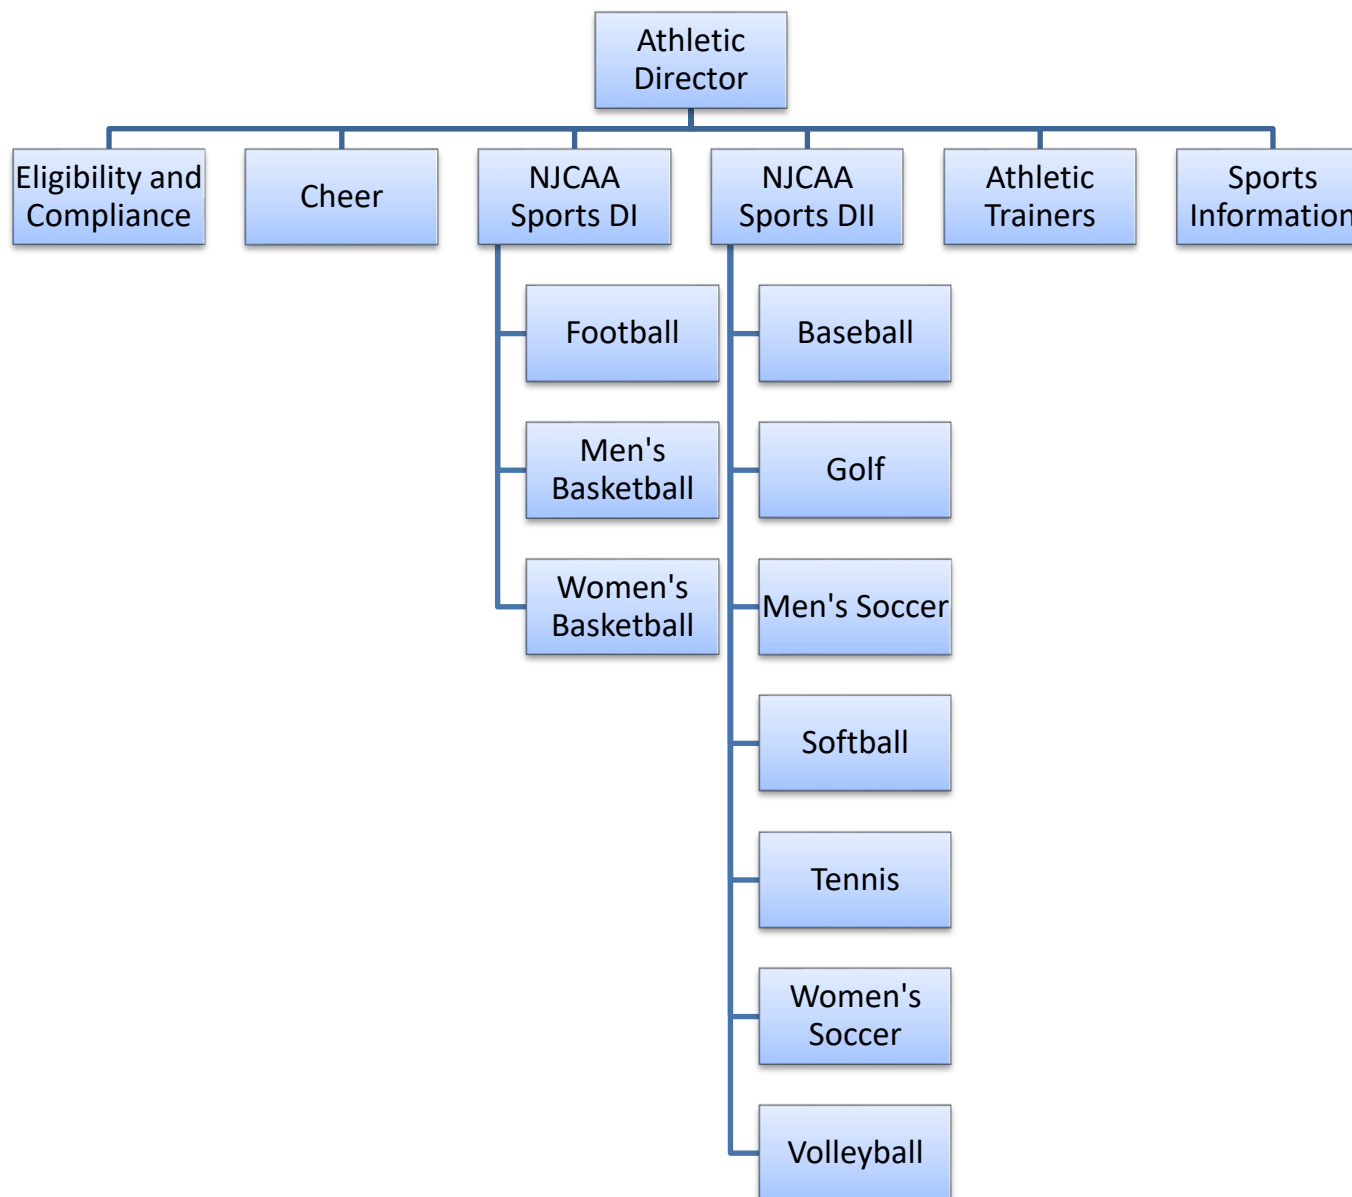 Athletic
Director
Eligibility and
Compliance
Cheer
NJCAA
Sports DI
NJCAA
Sports DII
Athletic
Trainers
Sports
Information
Football
Men's
Basketball
Women's
Basketball
Baseball
Golf
Men's Soccer
Softball
Tennis
Women's
Soccer
Volleyball